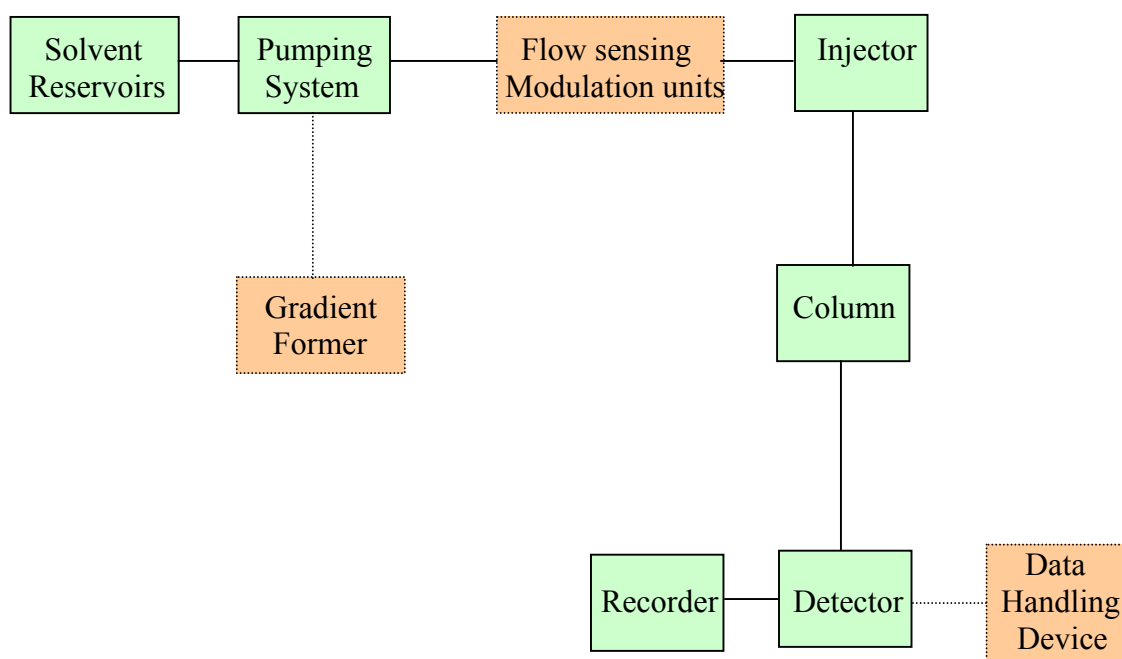 Solvent
Reservoirs
Pumping
System
Flow sensing
Modulation units
Injector
Gradient
Former
Column
Recorder
Detector
Data
Handling
Device